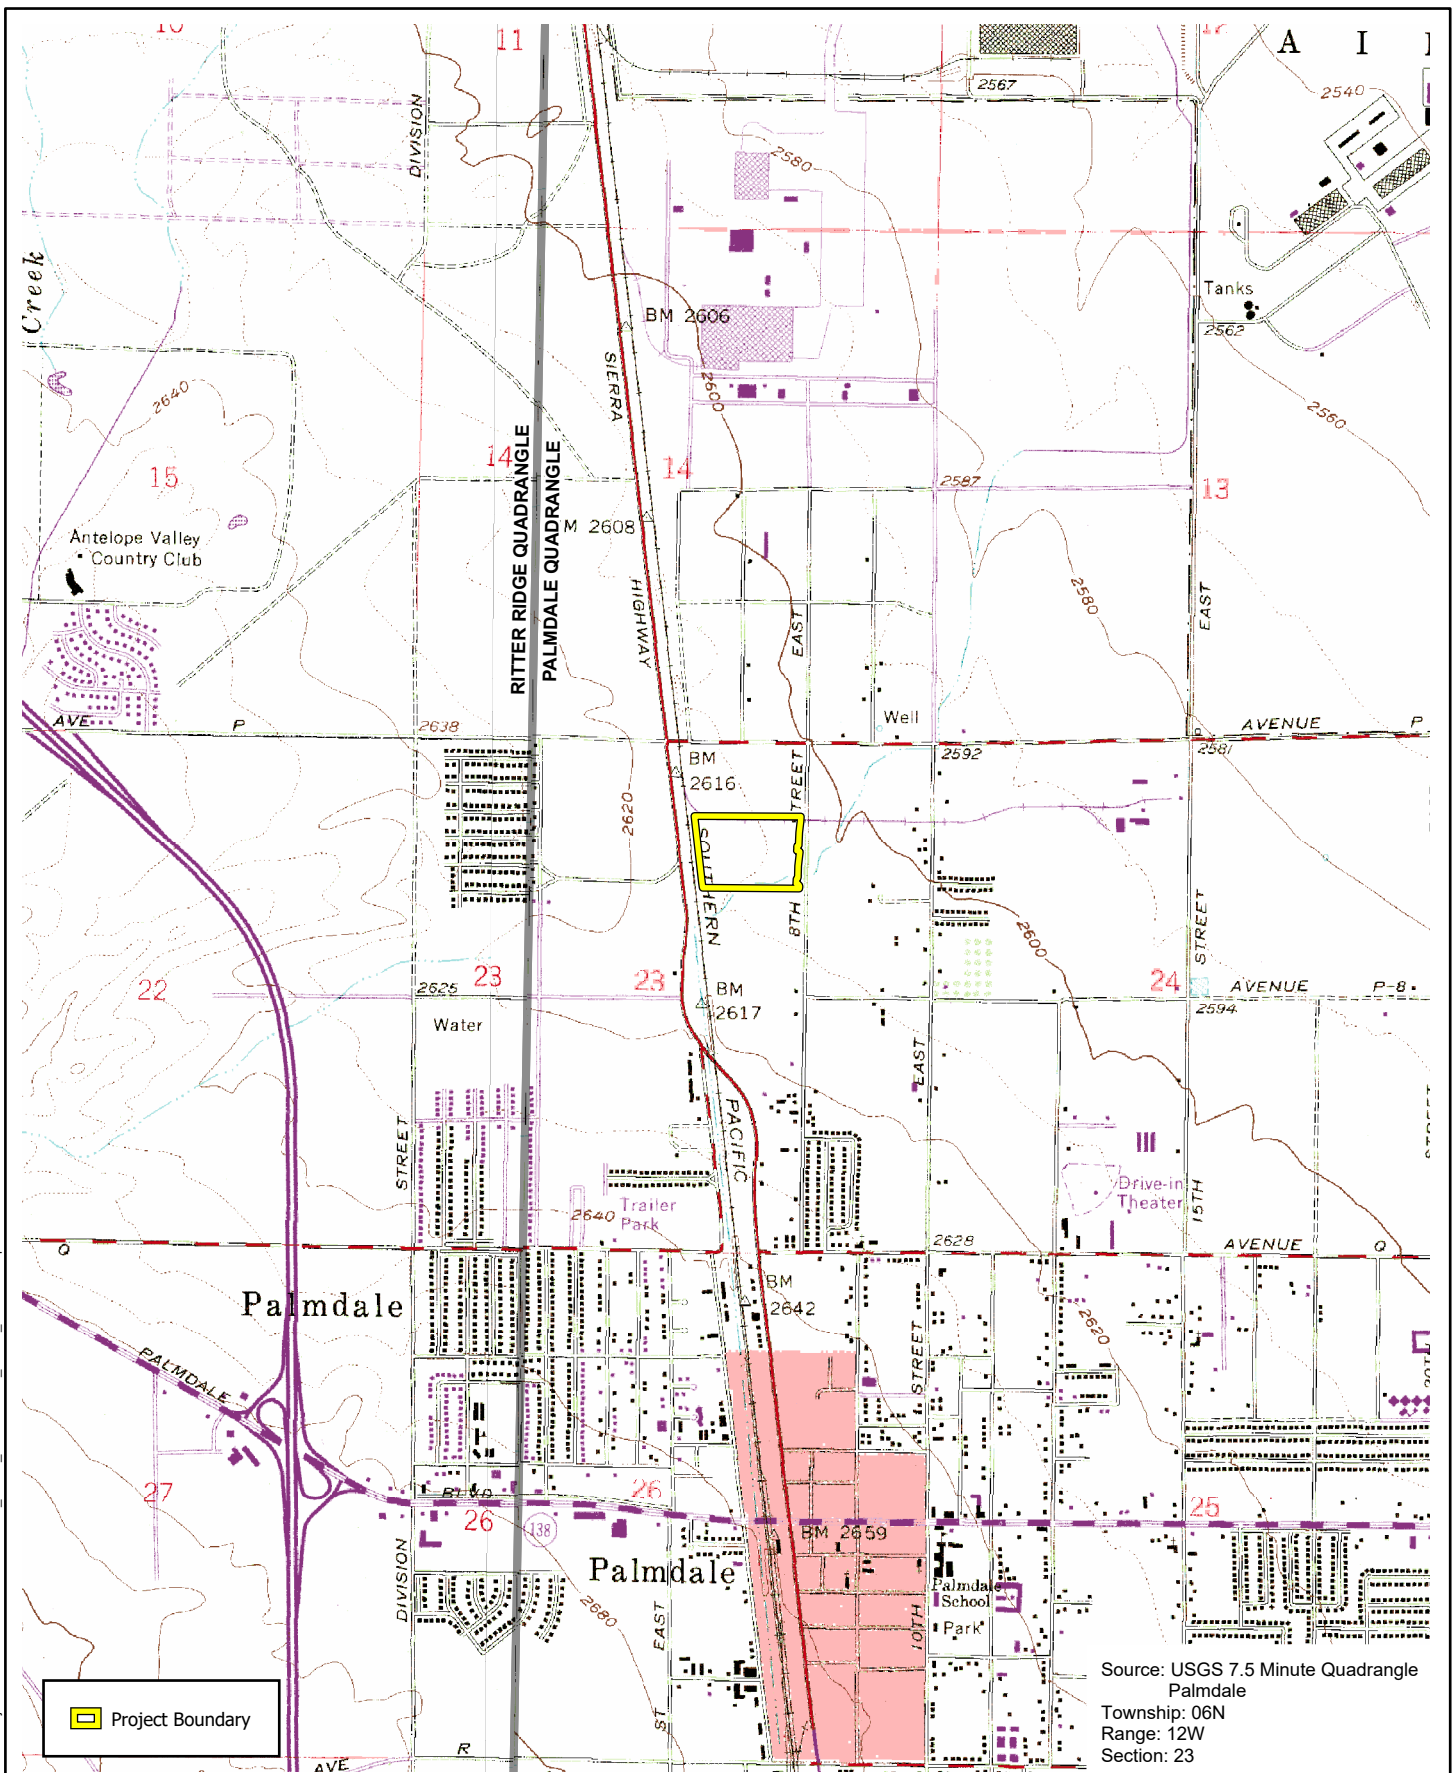 10
11
12
A I
2567
2540
DIVISION
2580
Creek
Tanks
2562
BM 2606
SIERRA
2600
2640
2560
14
14
15
2587
13
RITTER RIDGE QUADRANGLE
PALMDALE QUADRANGLE
M 2608
Antelope Valley
Country Club
HIGHWAY
EAST
2580
EAST
Well
AVE
P
2638
AVENUE
P
2592
2581
BM
2616
STREET
2620
SOUTHERN
8TH
STREET
2600
22
23
23
24
2625
BM
2617
AVENUE
P-8
2594
Water
EAST
PACIFIC
STREET
STREET
Trailer
Park
2640
Drive-in
Theater
15TH
Q
2628
AVENUE
Q
BM
2642
Palmdale
2620
STREET
PALMDALE
27
BLVD
26
26
138
25
BM 2659
DIVISION
Palmdale
Palmdale
School
Park
2680
EAST
10TH
ST
R
AVE
Project Boundary
Source: USGS 7.5 Minute Quadrangle
Palmdale
Township: 06N
Range: 12W
Section: 23